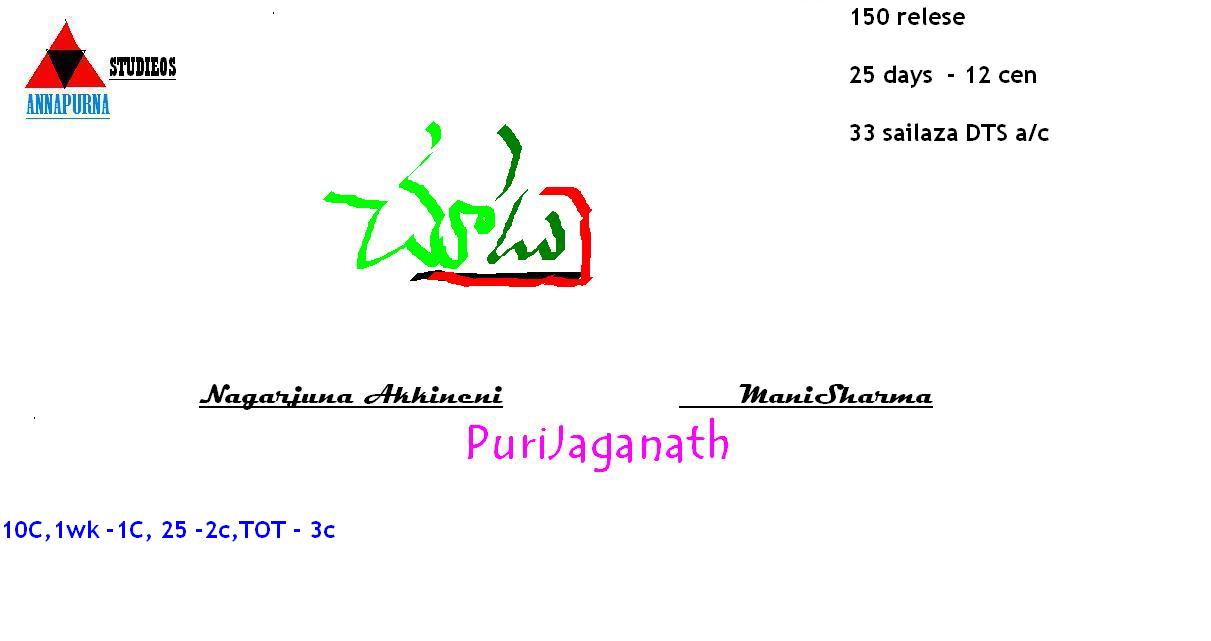 150 relese
STUDIEOS
25 days - 12 cen
ANNAPURNA
33 sailaza DTS a/c
చూడు
Nagarjuna Akkineni ManiSharma
PuriJaganath
10C,1wk -1C, 25 -2c,TOT - 3c